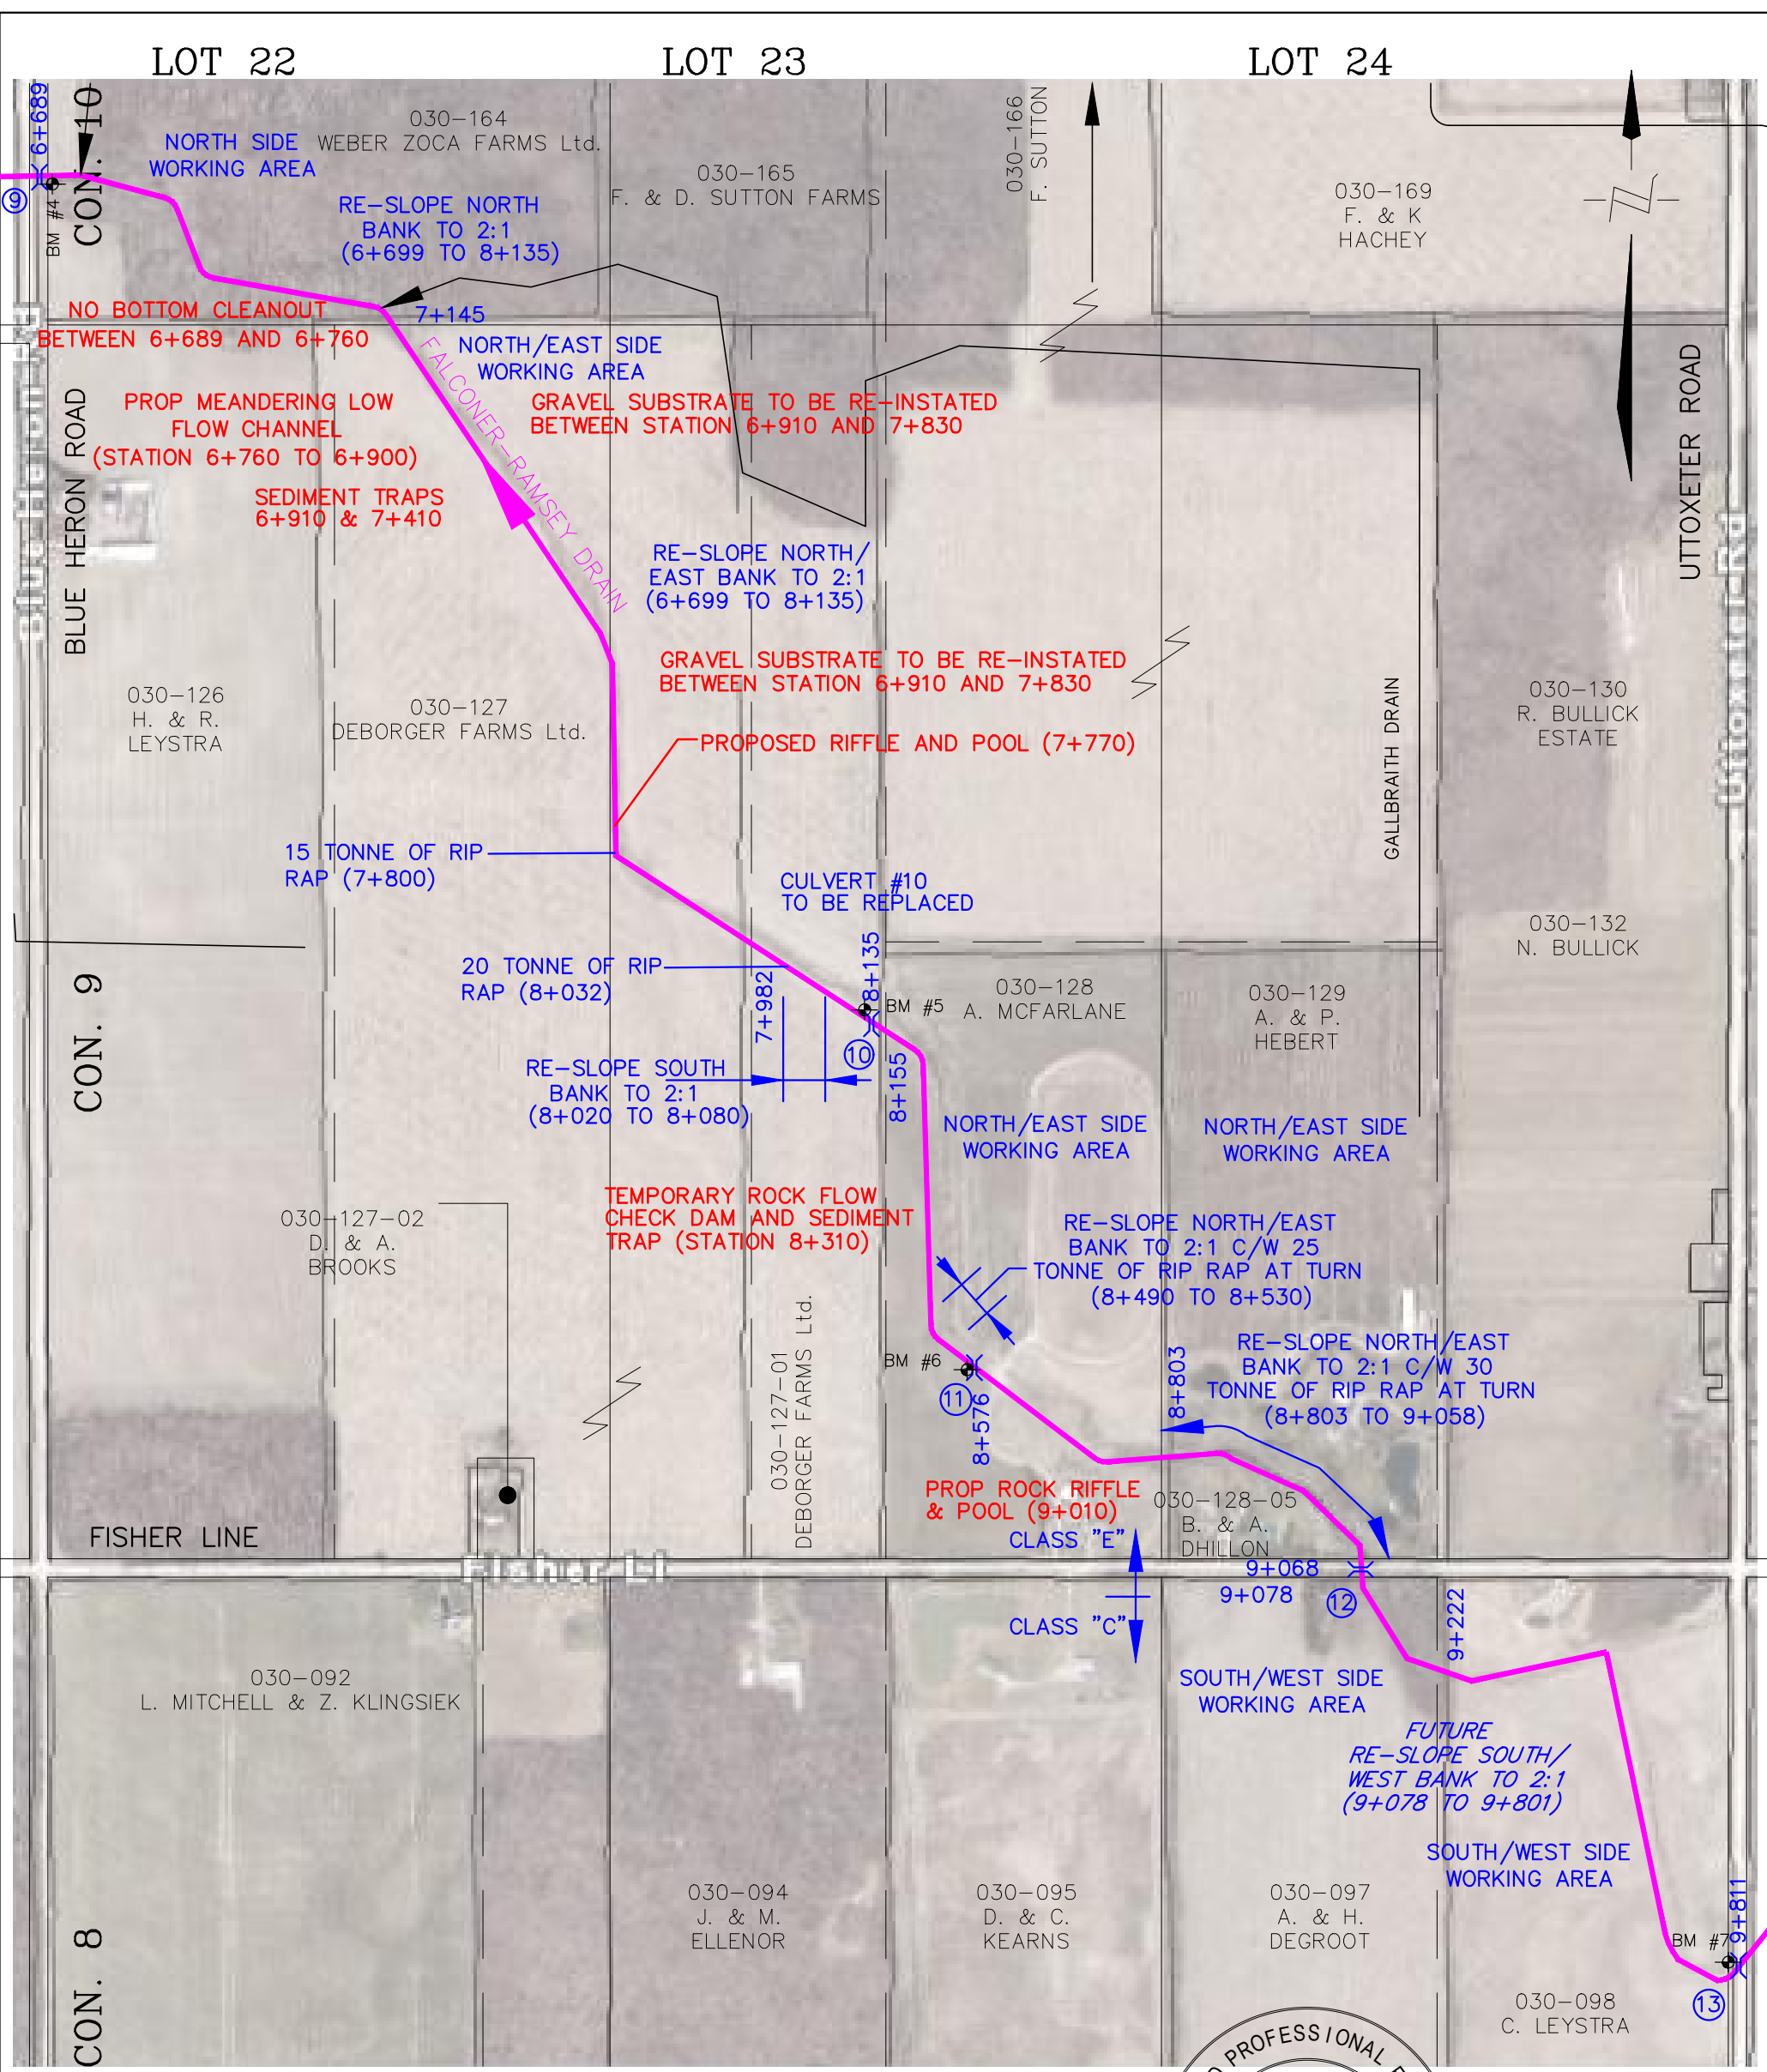 LOT 22
LOT 23
LOT 24
6+689
CON. 10
BM #4
9
NORTH SIDE
WORKING AREA
030-164
WEBER ZOCA FARMS Ltd.
030-165
F. & D. SUTTON FARMS
030-166
F. SUTTON
030-169
F. & K
HACHEY
N
RE-SLOPE NORTH
BANK TO 2:1
(6+699 TO 8+135)
NO BOTTOM CLEANOUT
BETWEEN 6+689 AND 6+760
7+145
NORTH/EAST SIDE
WORKING AREA
FALCONER-RAMSEY DRAIN
PROP MEANDERING LOW
FLOW CHANNEL
(STATION 6+760 TO 6+900)
GRAVEL SUBSTRATE TO BE RE-INSTATED
BETWEEN STATION 6+910 AND 7+830
SEDIMENT TRAPS
6+910 & 7+410
Blue Heron Rd
BLUE HERON ROAD
UTTOXETER ROAD
Uttoxeter Rd
RE-SLOPE NORTH/
EAST BANK TO 2:1
(6+699 TO 8+135)
GRAVEL SUBSTRATE TO BE RE-INSTATED
BETWEEN STATION 6+910 AND 7+830
030-126
H. & R.
LEYSTRA
030-127
DEBORGER FARMS Ltd.
PROPOSED RIFFLE AND POOL (7+770)
GALLBRAITH DRAIN
030-130
R. BULLICK
ESTATE
15 TONNE OF RIP
RAP (7+800)
CULVERT #10
TO BE REPLACED
030-132
N. BULLICK
20 TONNE OF RIP
RAP (8+032)
7+982
8+135
BM #5
10
8+155
030-128
A. MCFARLANE
030-129
A. & P.
HEBERT
CON. 9
RE-SLOPE SOUTH
BANK TO 2:1
(8+020 TO 8+080)
NORTH/EAST SIDE
WORKING AREA
NORTH/EAST SIDE
WORKING AREA
TEMPORARY ROCK FLOW
CHECK DAM AND SEDIMENT
TRAP (STATION 8+310)
030-127-02
D. & A.
BROOKS
RE-SLOPE NORTH/EAST
BANK TO 2:1 C/W 25
TONNE OF RIP RAP AT TURN
(8+490 TO 8+530)
030-127-01
DEBORGER FARMS Ltd.
BM #6
11
8+576
8+803
RE-SLOPE NORTH/EAST
BANK TO 2:1 C/W 30
TONNE OF RIP RAP AT TURN
(8+803 TO 9+058)
PROP ROCK RIFFLE
& POOL (9+010)
030-128-05
B. & A.
DHILLON
FISHER LINE
Fisher Li
CLASS "E"
9+068
9+078
12
CLASS "C"
9+222
030-092
L. MITCHELL & Z. KLINGSIEK
SOUTH/WEST SIDE
WORKING AREA
FUTURE
RE-SLOPE SOUTH/
WEST BANK TO 2:1
(9+078 TO 9+801)
SOUTH/WEST SIDE
WORKING AREA
030-094
J. & M.
ELLENOR
030-095
D. & C.
KEARNS
030-097
A. & H.
DEGROOT
BM #7
9+811
13
CON. 8
030-098
C. LEYSTRA
PROFESSIONAL